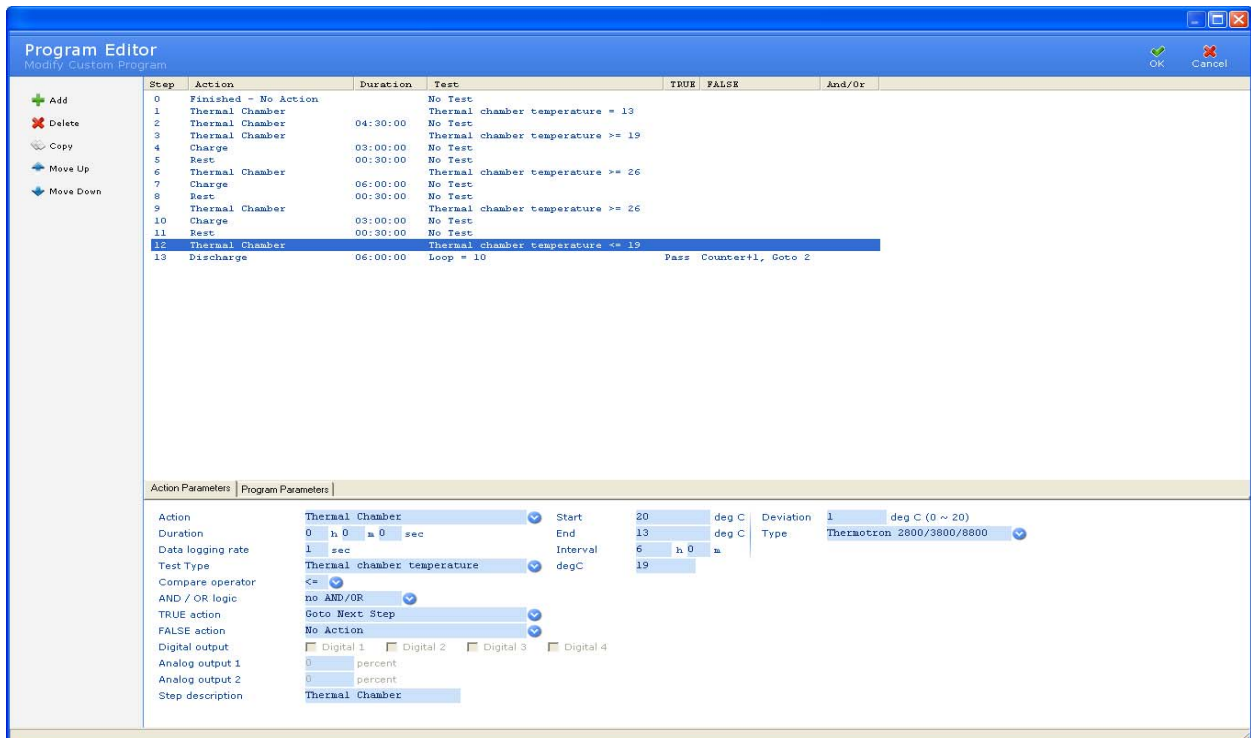 Program Editor
Modify Custom Program
OK
Cancel
Add
Delete
Copy
Move Up
Move Down
Step Action Duration Test TRUE FALSE And/Or
0 Finished - No Action No Test
1 Thermal Chamber Thermal chamber temperature = 13
2 Thermal Chamber 04:30:00 No Test
3 Thermal Chamber Thermal chamber temperature >= 19
4 Charge 03:00:00 No Test
5 Rest 00:30:00 No Test
6 Thermal Chamber Thermal chamber temperature >= 26
7 Charge 06:00:00 No Test
8 Rest 00:30:00 No Test
9 Thermal Chamber Thermal chamber temperature >= 26
10 Charge 03:00:00 No Test
11 Rest 00:30:00 No Test
12 Thermal Chamber Thermal chamber temperature <= 19
13 Discharge 06:00:00 Loop = 10 Pass Counter+1, Goto 2
Action Parameters Program Parameters
Action Thermal Chamber Start 20 deg C Deviation 1 deg C (0 ~ 20)
Duration 0 h 0 m 0 sec End 13 deg C Type Thermotron 2800/3800/8800
Data logging rate 1 sec Interval 6 h 0 m
Test Type Thermal chamber temperature degC 19
Compare operator <=
AND / OR logic no AND/OR
TRUE action Goto Next Step
FALSE action No Action
Digital output Digital 1 Digital 2 Digital 3 Digital 4
Analog output 1 0 percent
Analog output 2 0 percent
Step description Thermal Chamber